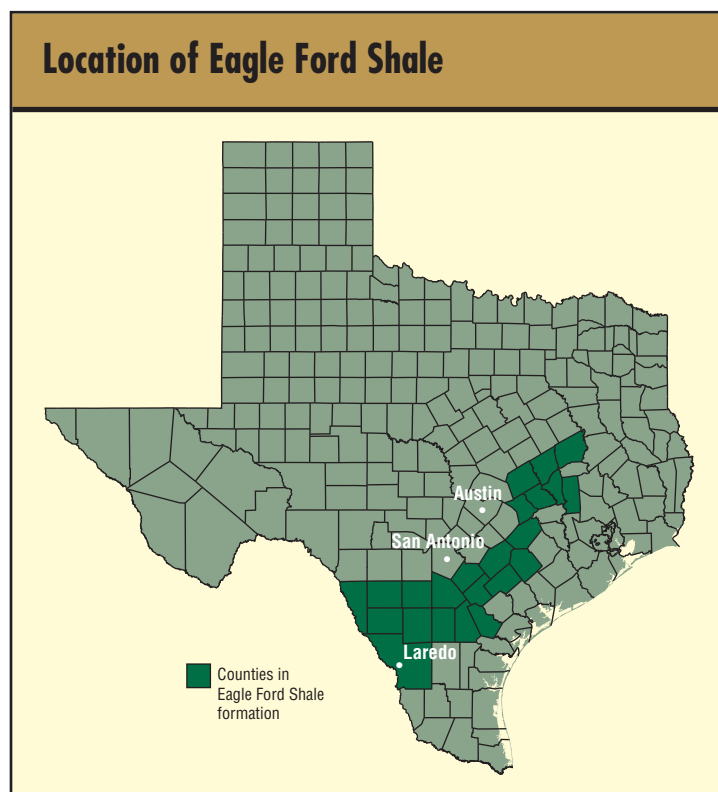 Location of Eagle Ford Shale
Austin
San Antonio
Laredo
Counties in
Eagle Ford Shale
formation